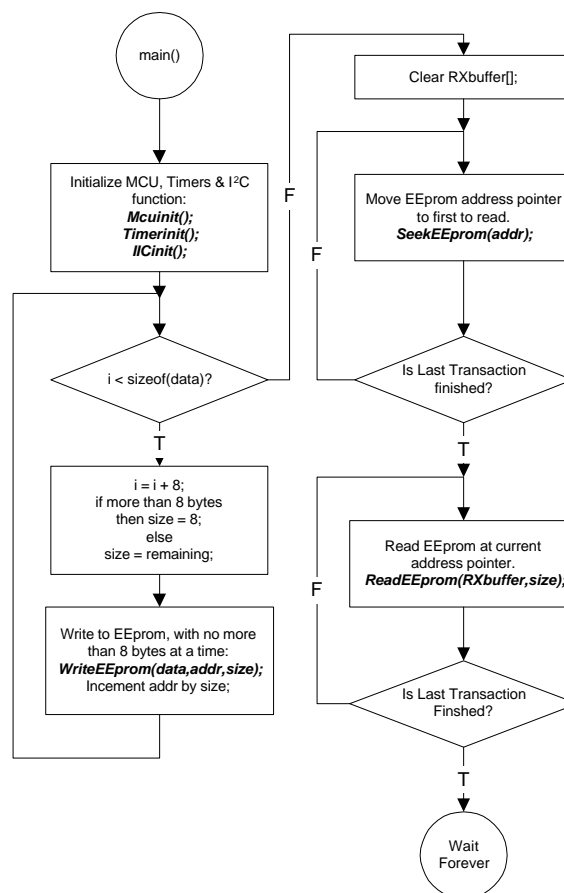 main()
Initialize MCU, Timers & I²C
function:
Mcuinit();
Timerinit();
IICinit();
i < sizeof(data)?
T
i = i + 8;
if more than 8 bytes
then size = 8;
else
size = remaining;
Write to EEprom, with no more
than 8 bytes at a time:
WriteEEprom(data,addr,size);
Increment addr by size;
F
Clear RXbuffer[];
Move EEprom address pointer
to first to read.
SeekEEprom(addr);
F
Is Last Transaction
finished?
T
Read EEprom at current
address pointer.
ReadEEprom(RXbuffer,size);
F
Is Last Transaction
Finshed?
T
Wait
Forever